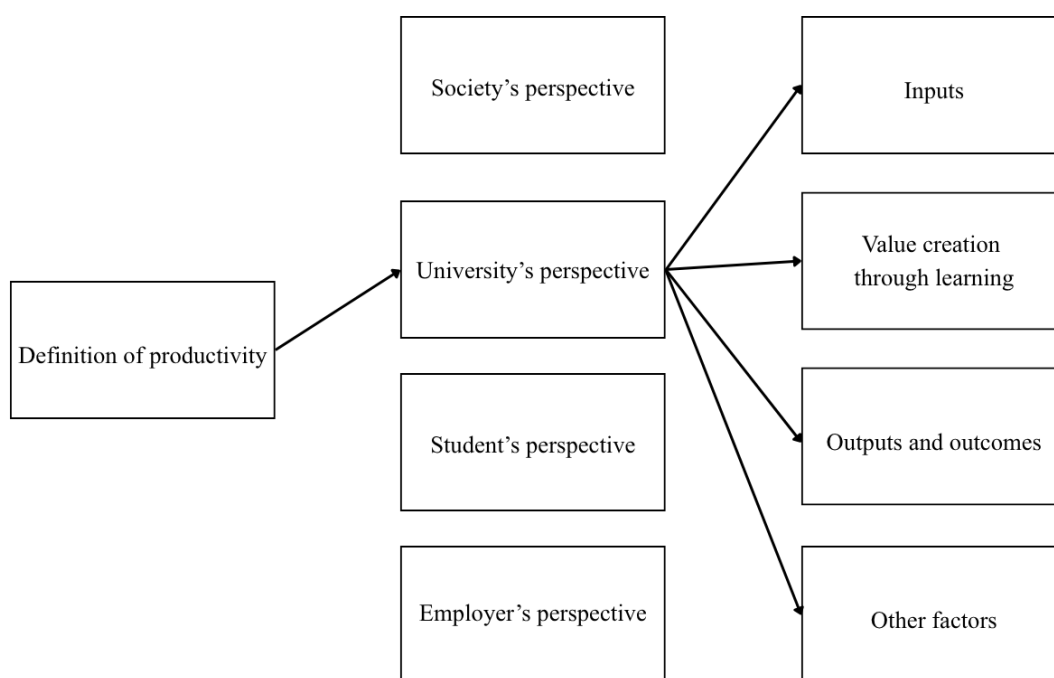 Society’s perspective
Inputs
University’s perspective
Value creation
through learning
Definition of productivity
Student’s perspective
Outputs and outcomes
Employer’s perspective
Other factors